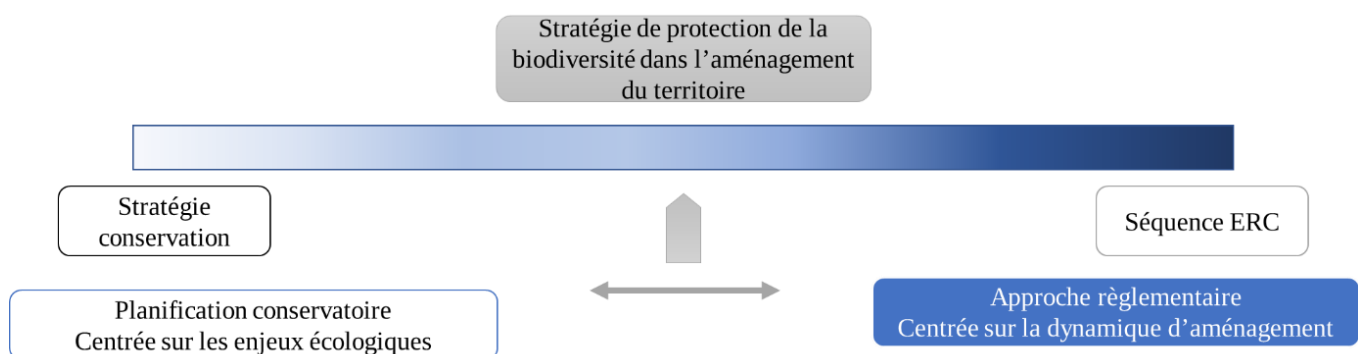 Stratégie de protection de la
biodiversité dans l’aménagement
du territoire
Stratégie
conservation
Séquence ERC
Planification conservatoire
Centrée sur les enjeux écologiques
Approche règlementaire
Centrée sur la dynamique d’aménagement